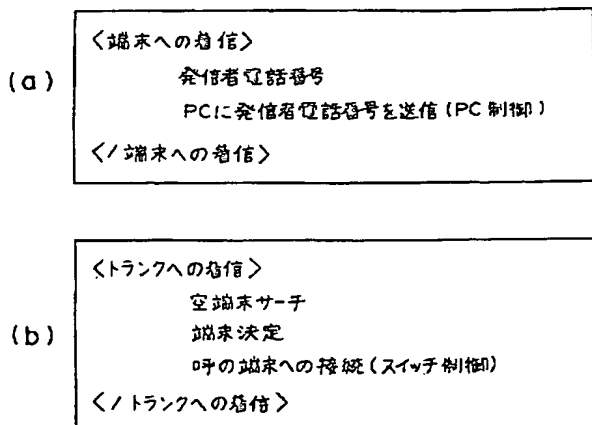 (a)
<端末への着信>
発信者電話番号
PCに発信者電話番号を送信(PC制御)
</端末への着信>
(b)
<トランクへの着信>
空端末サーチ
端末決定
呼の端末への接続(スイッチ制御)
</トランクへの着信>